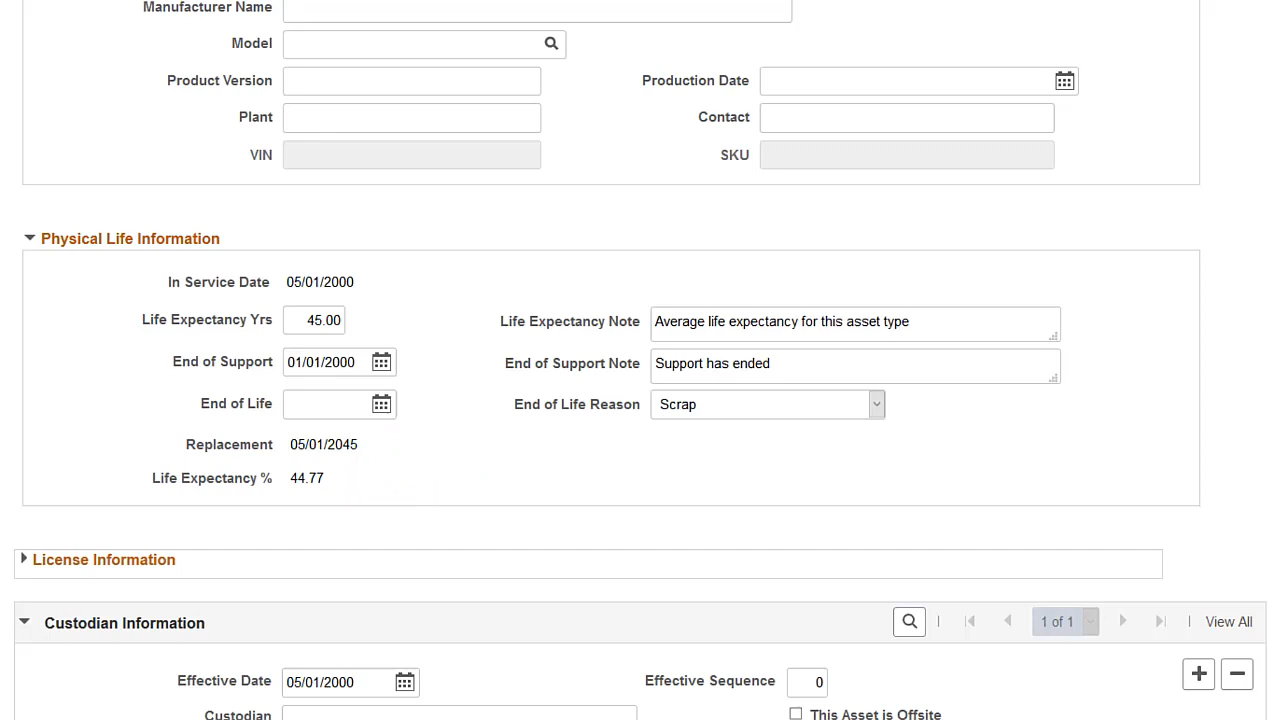 Manufacturer Name
Model
Product Version
Production Date
Plant
Contact
VIN
SKU
Physical Life Information
In Service Date 05/01/2000
Life Expectancy Yrs 45.00
Life Expectancy Note Average life expectancy for this asset type
End of Support 01/01/2000
End of Support Note Support has ended
End of Life
End of Life Reason Scrap
Replacement 05/01/2045
Life Expectancy % 44.77
License Information
Custodian Information
1 of 1
View All
Effective Date 05/01/2000
Effective Sequence 0
Custodian
This Asset is Offsite